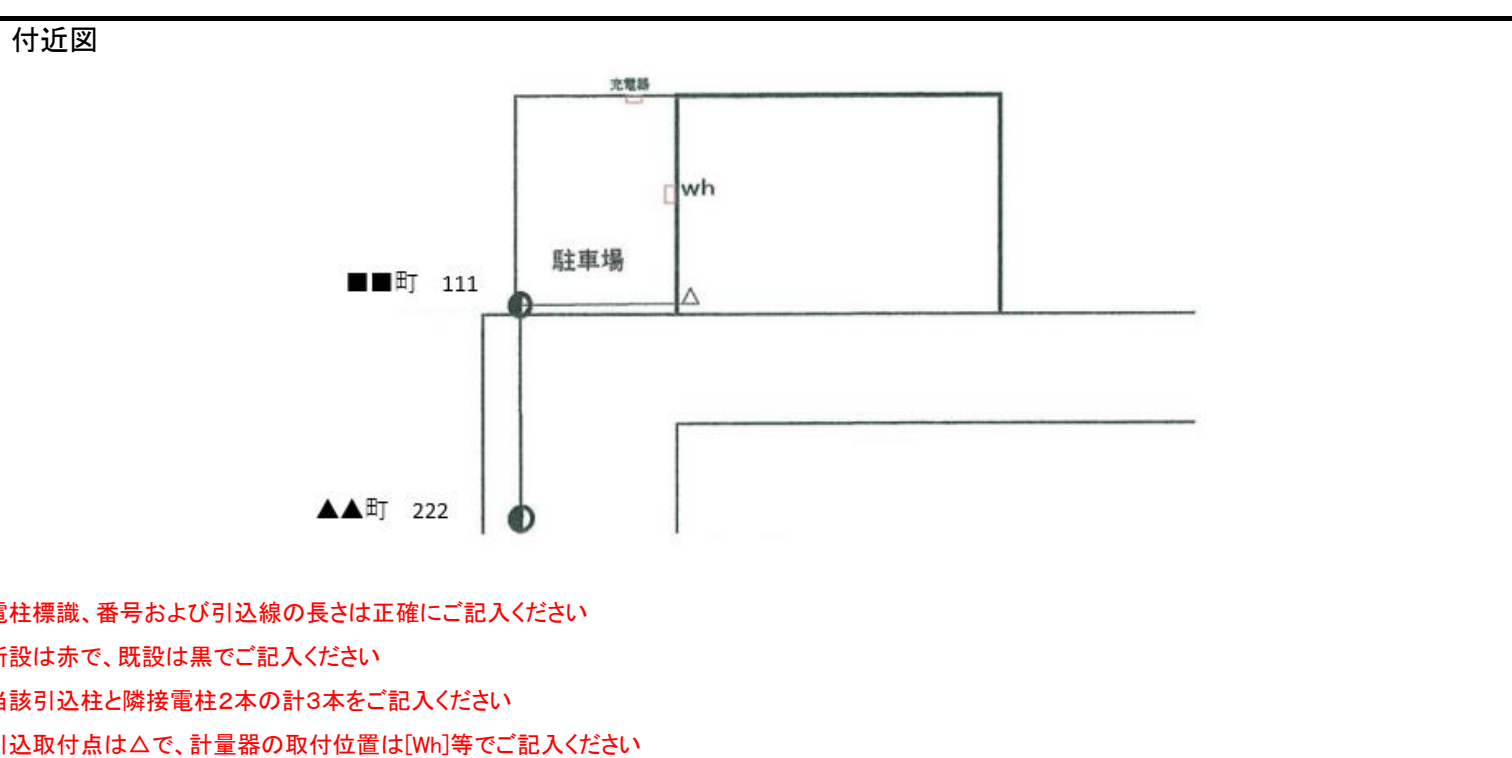 付近図
充電器
wh
駐車場
■■町 111
△
▲▲町 222
電柱標識、番号および引込線の長さは正確にご記入ください
新設は赤で、既設は黒でご記入ください
当該引込柱と隣接電柱2本の計3本をご記入ください
引込取付点は△で、計量器の取付位置は[Wh]等でご記入ください